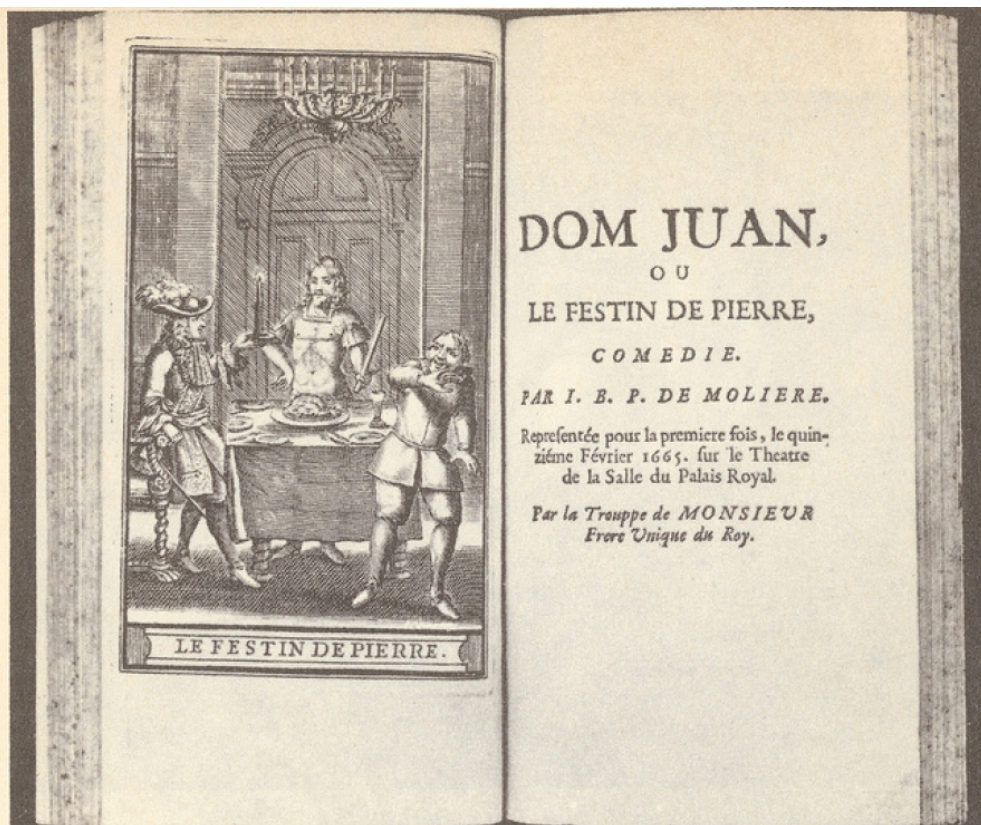 LE FESTIN DE PIERRE.
DOM JUAN,
OU
LE FESTIN DE PIERRE,
COMEDIE.
PAR I. B. P. DE MOLIERE.
Repreſentée pour la premiere fois, le quin-
ziéme Février 1665. ſur le Theatre
de la Salle du Palais Royal.
Par la Trouppe de MONSIEVR
Frere Vnique du Roy.